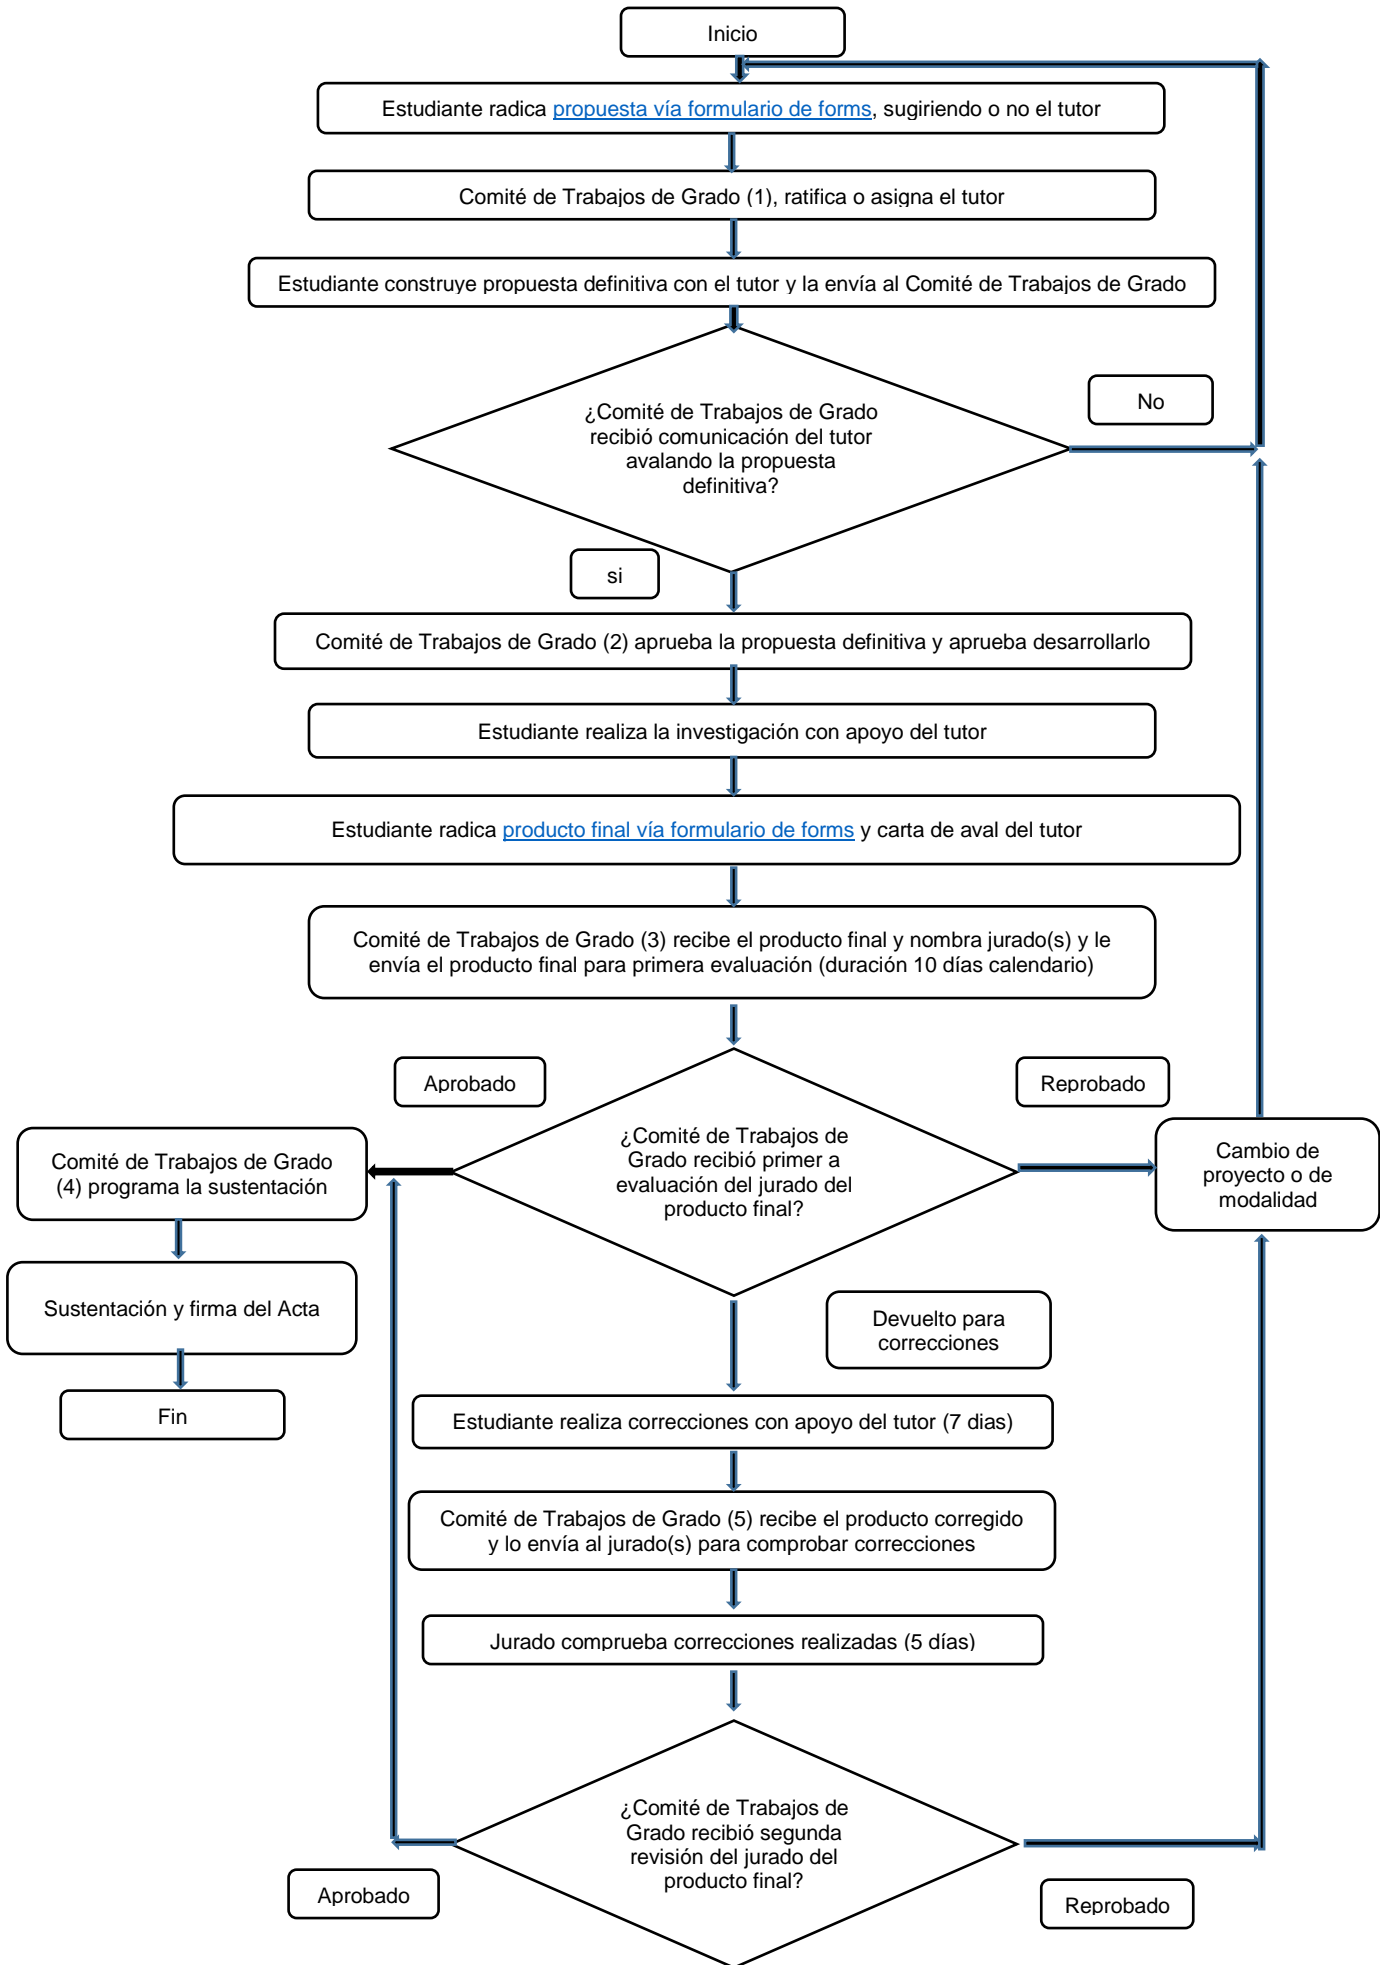 Inicio
Estudiante radica propuesta vía formulario de forms, sugiriendo o no el tutor
Comité de Trabajos de Grado (1), ratifica o asigna el tutor
Estudiante construye propuesta definitiva con el tutor y la envía al Comité de Trabajos de Grado
¿Comité de Trabajos de Grado
recibió comunicación del tutor
avalando la propuesta
definitiva?
No
si
Comité de Trabajos de Grado (2) aprueba la propuesta definitiva y aprueba desarrollarlo
Estudiante realiza la investigación con apoyo del tutor
Estudiante radica producto final vía formulario de forms y carta de aval del tutor
Comité de Trabajos de Grado (3) recibe el producto final y nombra jurado(s) y le
envía el producto final para primera evaluación (duración 10 días calendario)
Aprobado
Reprobado
¿Comité de Trabajos de
Grado recibió primer a
evaluación del jurado del
producto final?
Comité de Trabajos de Grado
(4) programa la sustentación
Cambio de
proyecto o de
modalidad
Sustentación y firma del Acta
Devuelto para
correcciones
Fin
Estudiante realiza correcciones con apoyo del tutor (7 dias)
Comité de Trabajos de Grado (5) recibe el producto corregido
y lo envía al jurado(s) para comprobar correcciones
Jurado comprueba correcciones realizadas (5 días)
¿Comité de Trabajos de
Grado recibió segunda
revisión del jurado del
producto final?
Aprobado
Reprobado